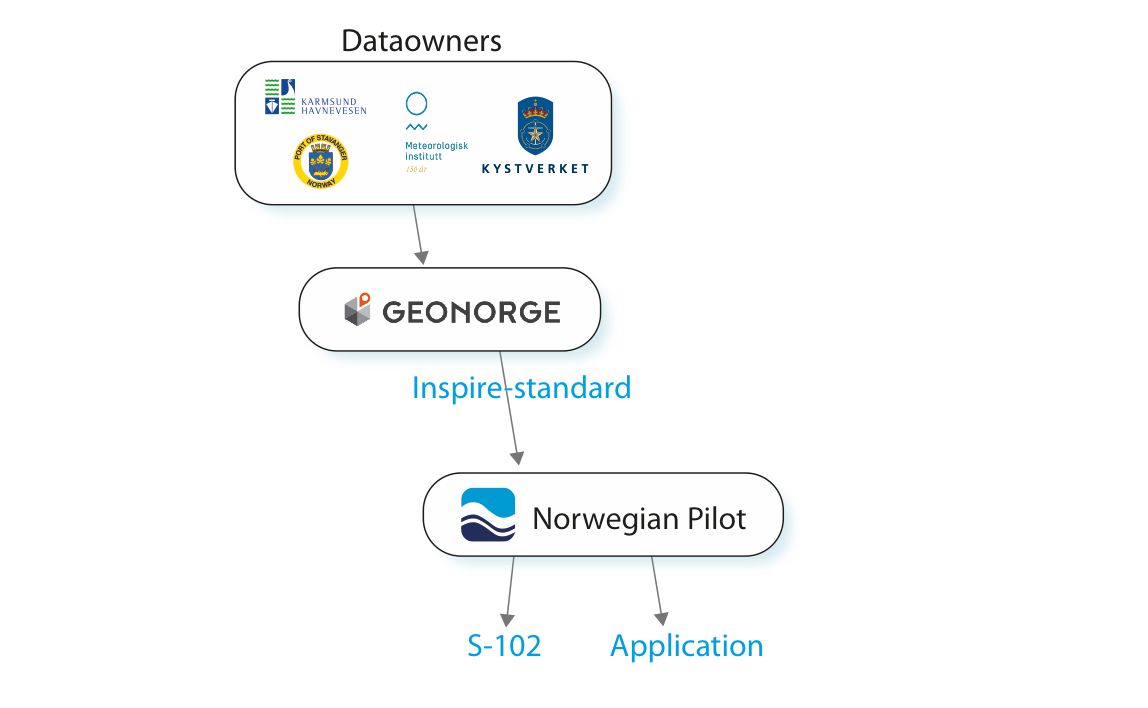 Dataowners
KARMSUND
HAVNEVESEN
Meteorologisk
institutt
150 år
KYSTVERKET
PORT OF STAVANGER
NORWAY
GEONORGE
Inspire-standard
Norwegian Pilot
S-102
Application